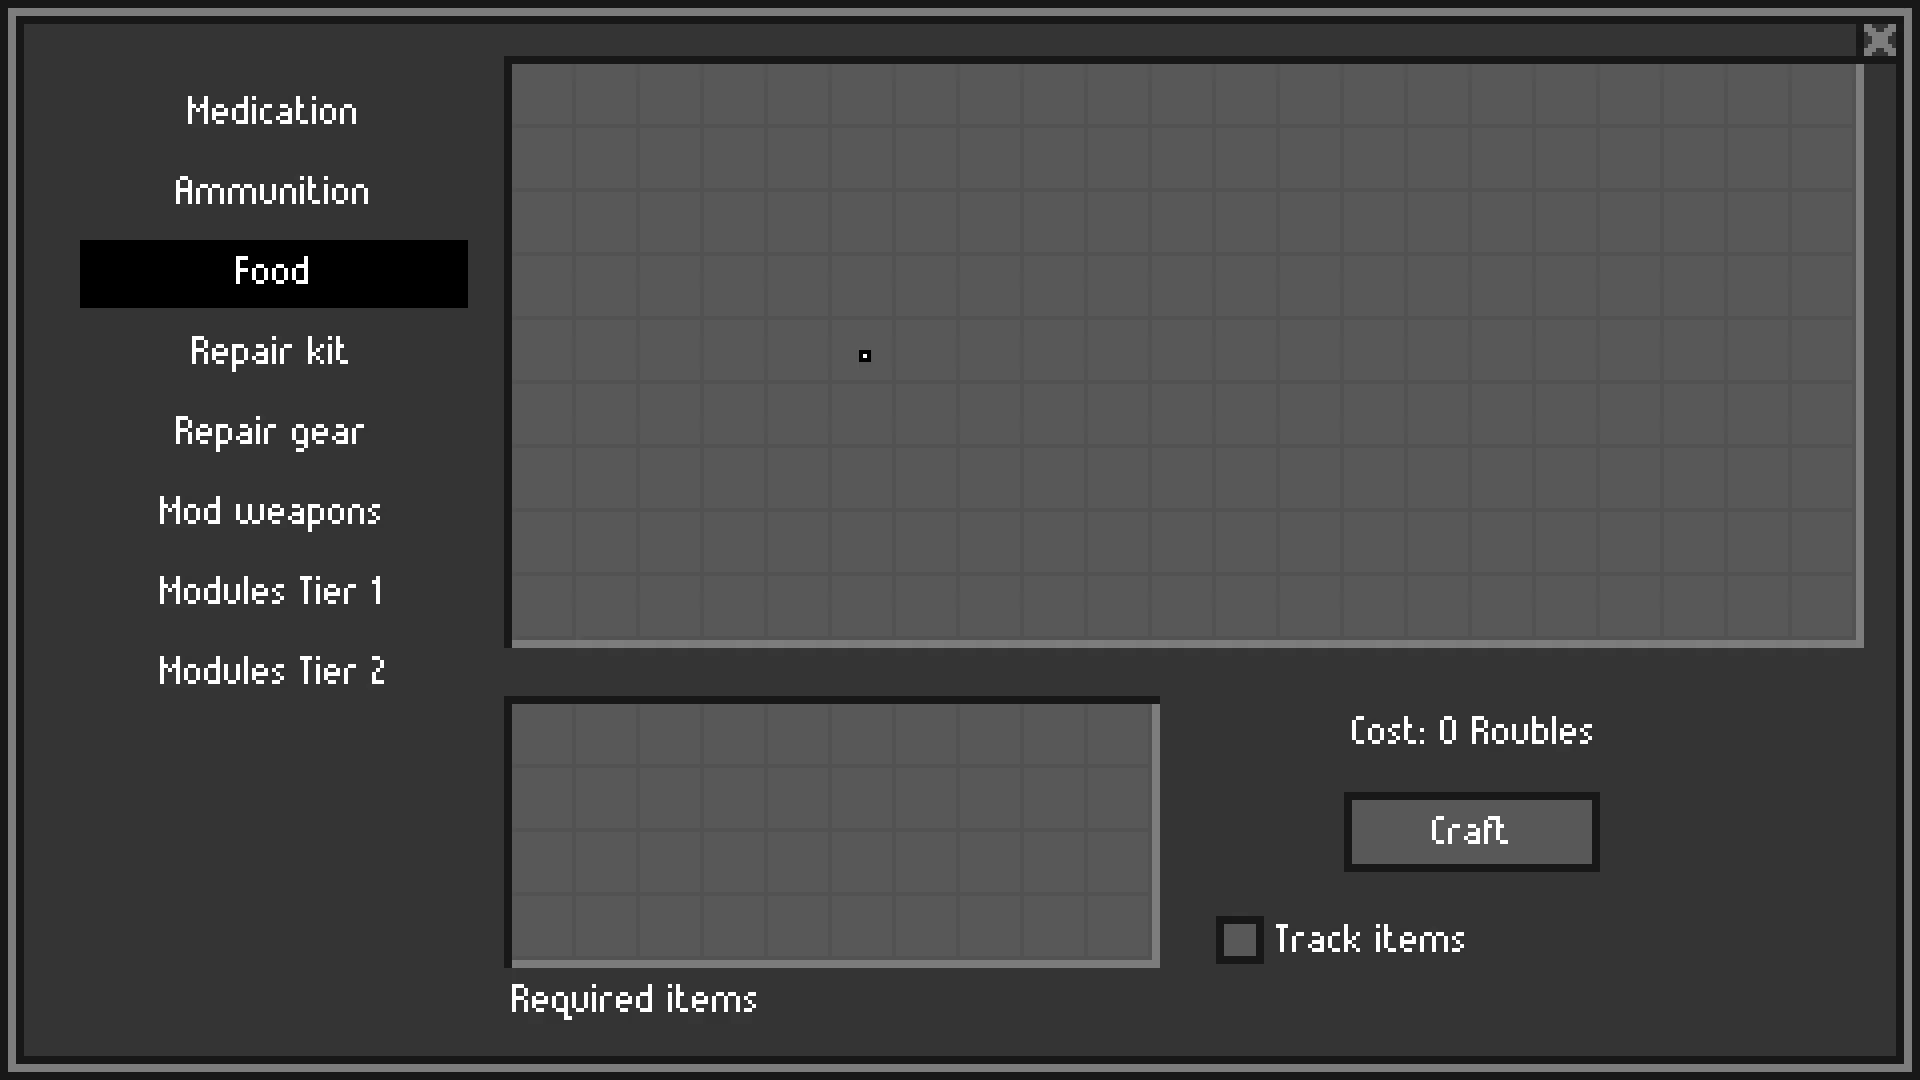 Medication
Ammunition
Food
Repair kit
Repair gear
Mod weapons
Modules Tier 1
Modules Tier 2
Cost: 0 Roubles
Craft
Track items
Required items